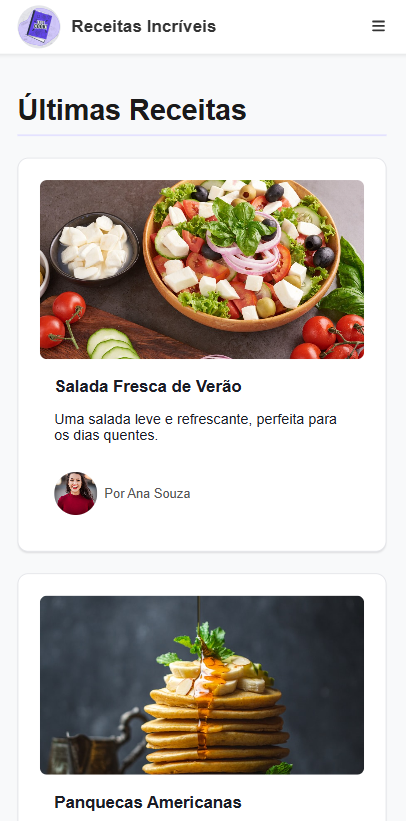 Receitas Incríveis
Últimas Receitas
Salada Fresca de Verão
Uma salada leve e refrescante, perfeita para
os dias quentes.
Por Ana Souza
Panquecas Americanas